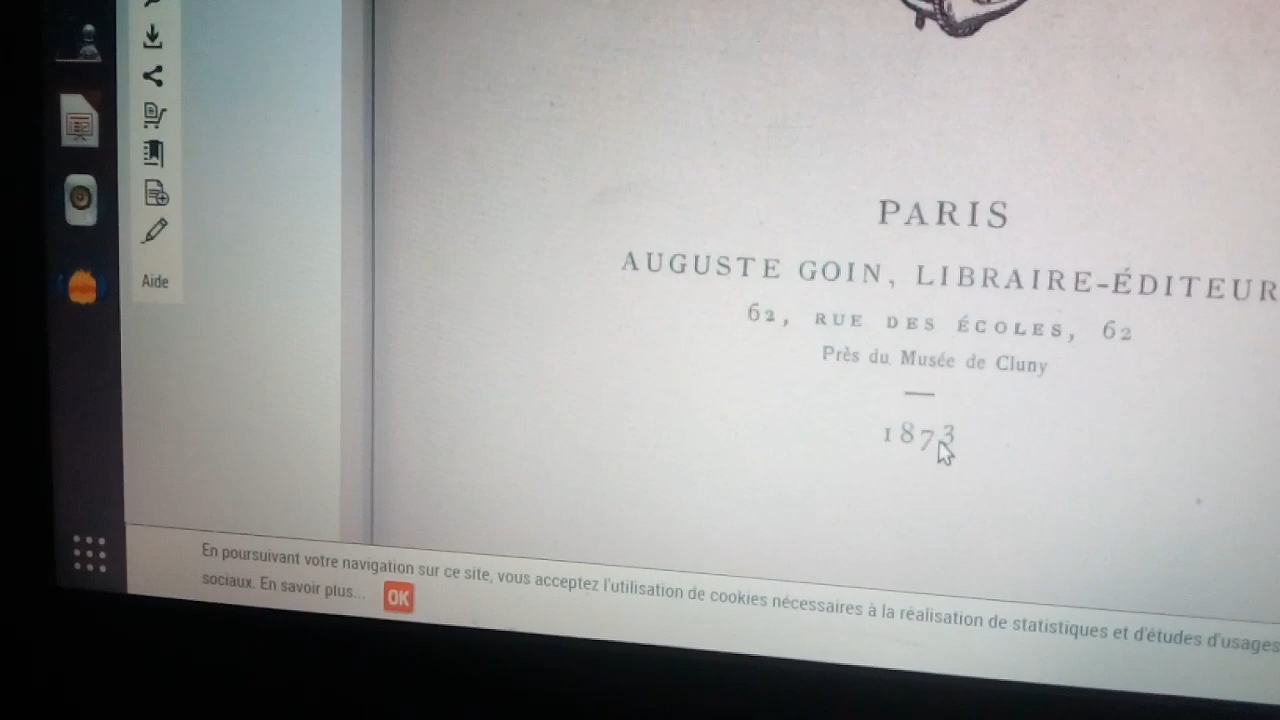 PARIS
AUGUSTE GOIN, LIBRAIRE-ÉDITEUR
62, RUE DES ÉCOLES, 62
Près du Musée de Cluny
1873
Aide
En poursuivant votre navigation sur ce site, vous acceptez l'utilisation de cookies nécessaires à la réalisation de statistiques et d'études d'usages
sociaux. En savoir plus... OK